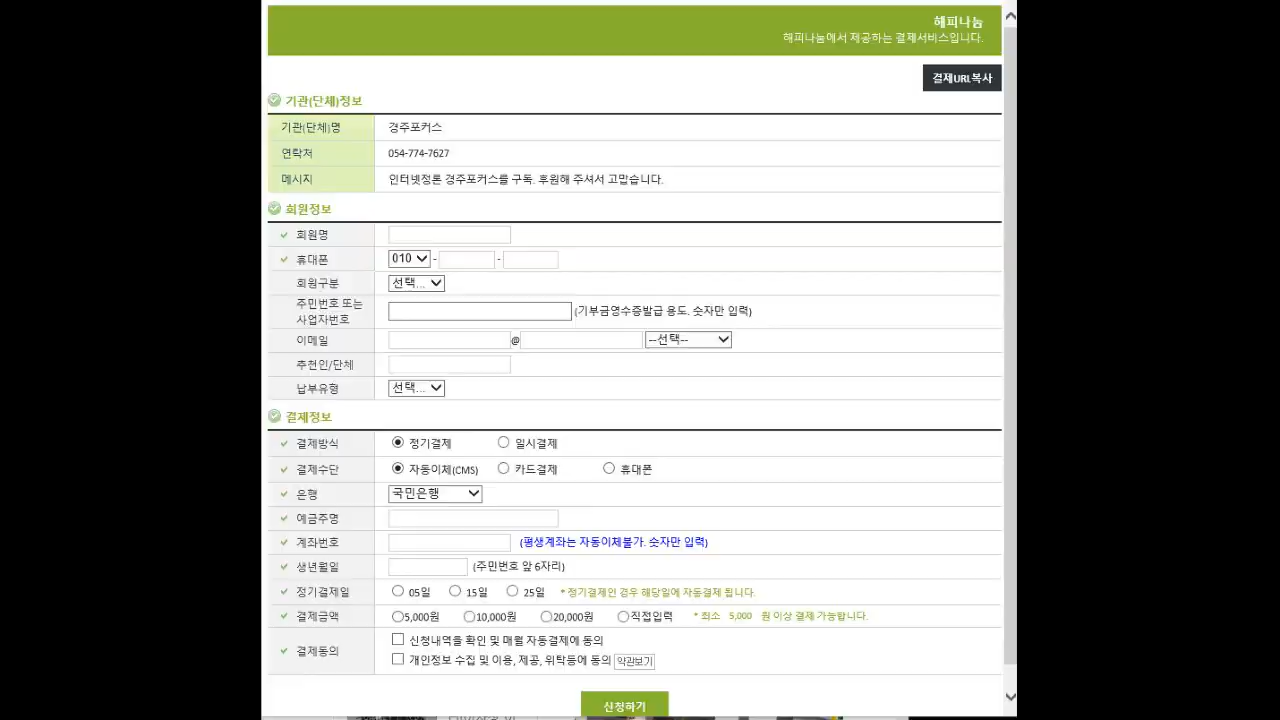 해피나눔
해피나눔에서 제공하는 결제서비스입니다.
결제URL복사
기관(단체)정보
기관(단체)명 경주포커스
연락처 054-774-7627
메시지 인터넷정론 경주포커스를 구독. 후원해 주셔서 고맙습니다.
회원정보
회원명
휴대폰 010 - -
회원구분 선택...
주민번호 또는
사업자번호 (기부금영수증발급 용도. 숫자만 입력)
이메일 @ --선택--
추천인/단체
납부유형 선택...
결제정보
결제방식 정기결제 일시결제
결제수단 자동이체(CMS) 카드결제 휴대폰
은행 국민은행
예금주명
계좌번호 (평생계좌는 자동이체불가. 숫자만 입력)
생년월일 (주민번호 앞 6자리)
정기결제일 05일 15일 25일 * 정기결제인 경우 해당일에 자동결제 됩니다.
결제금액 5,000원 10,000원 20,000원 직접입력 * 최소 5,000 원 이상 결제 가능합니다.
결제동의 신청내역을 확인 및 매월 자동결제에 동의
개인정보 수집 및 이용, 제공, 위탁등에 동의 약관보기
신청하기